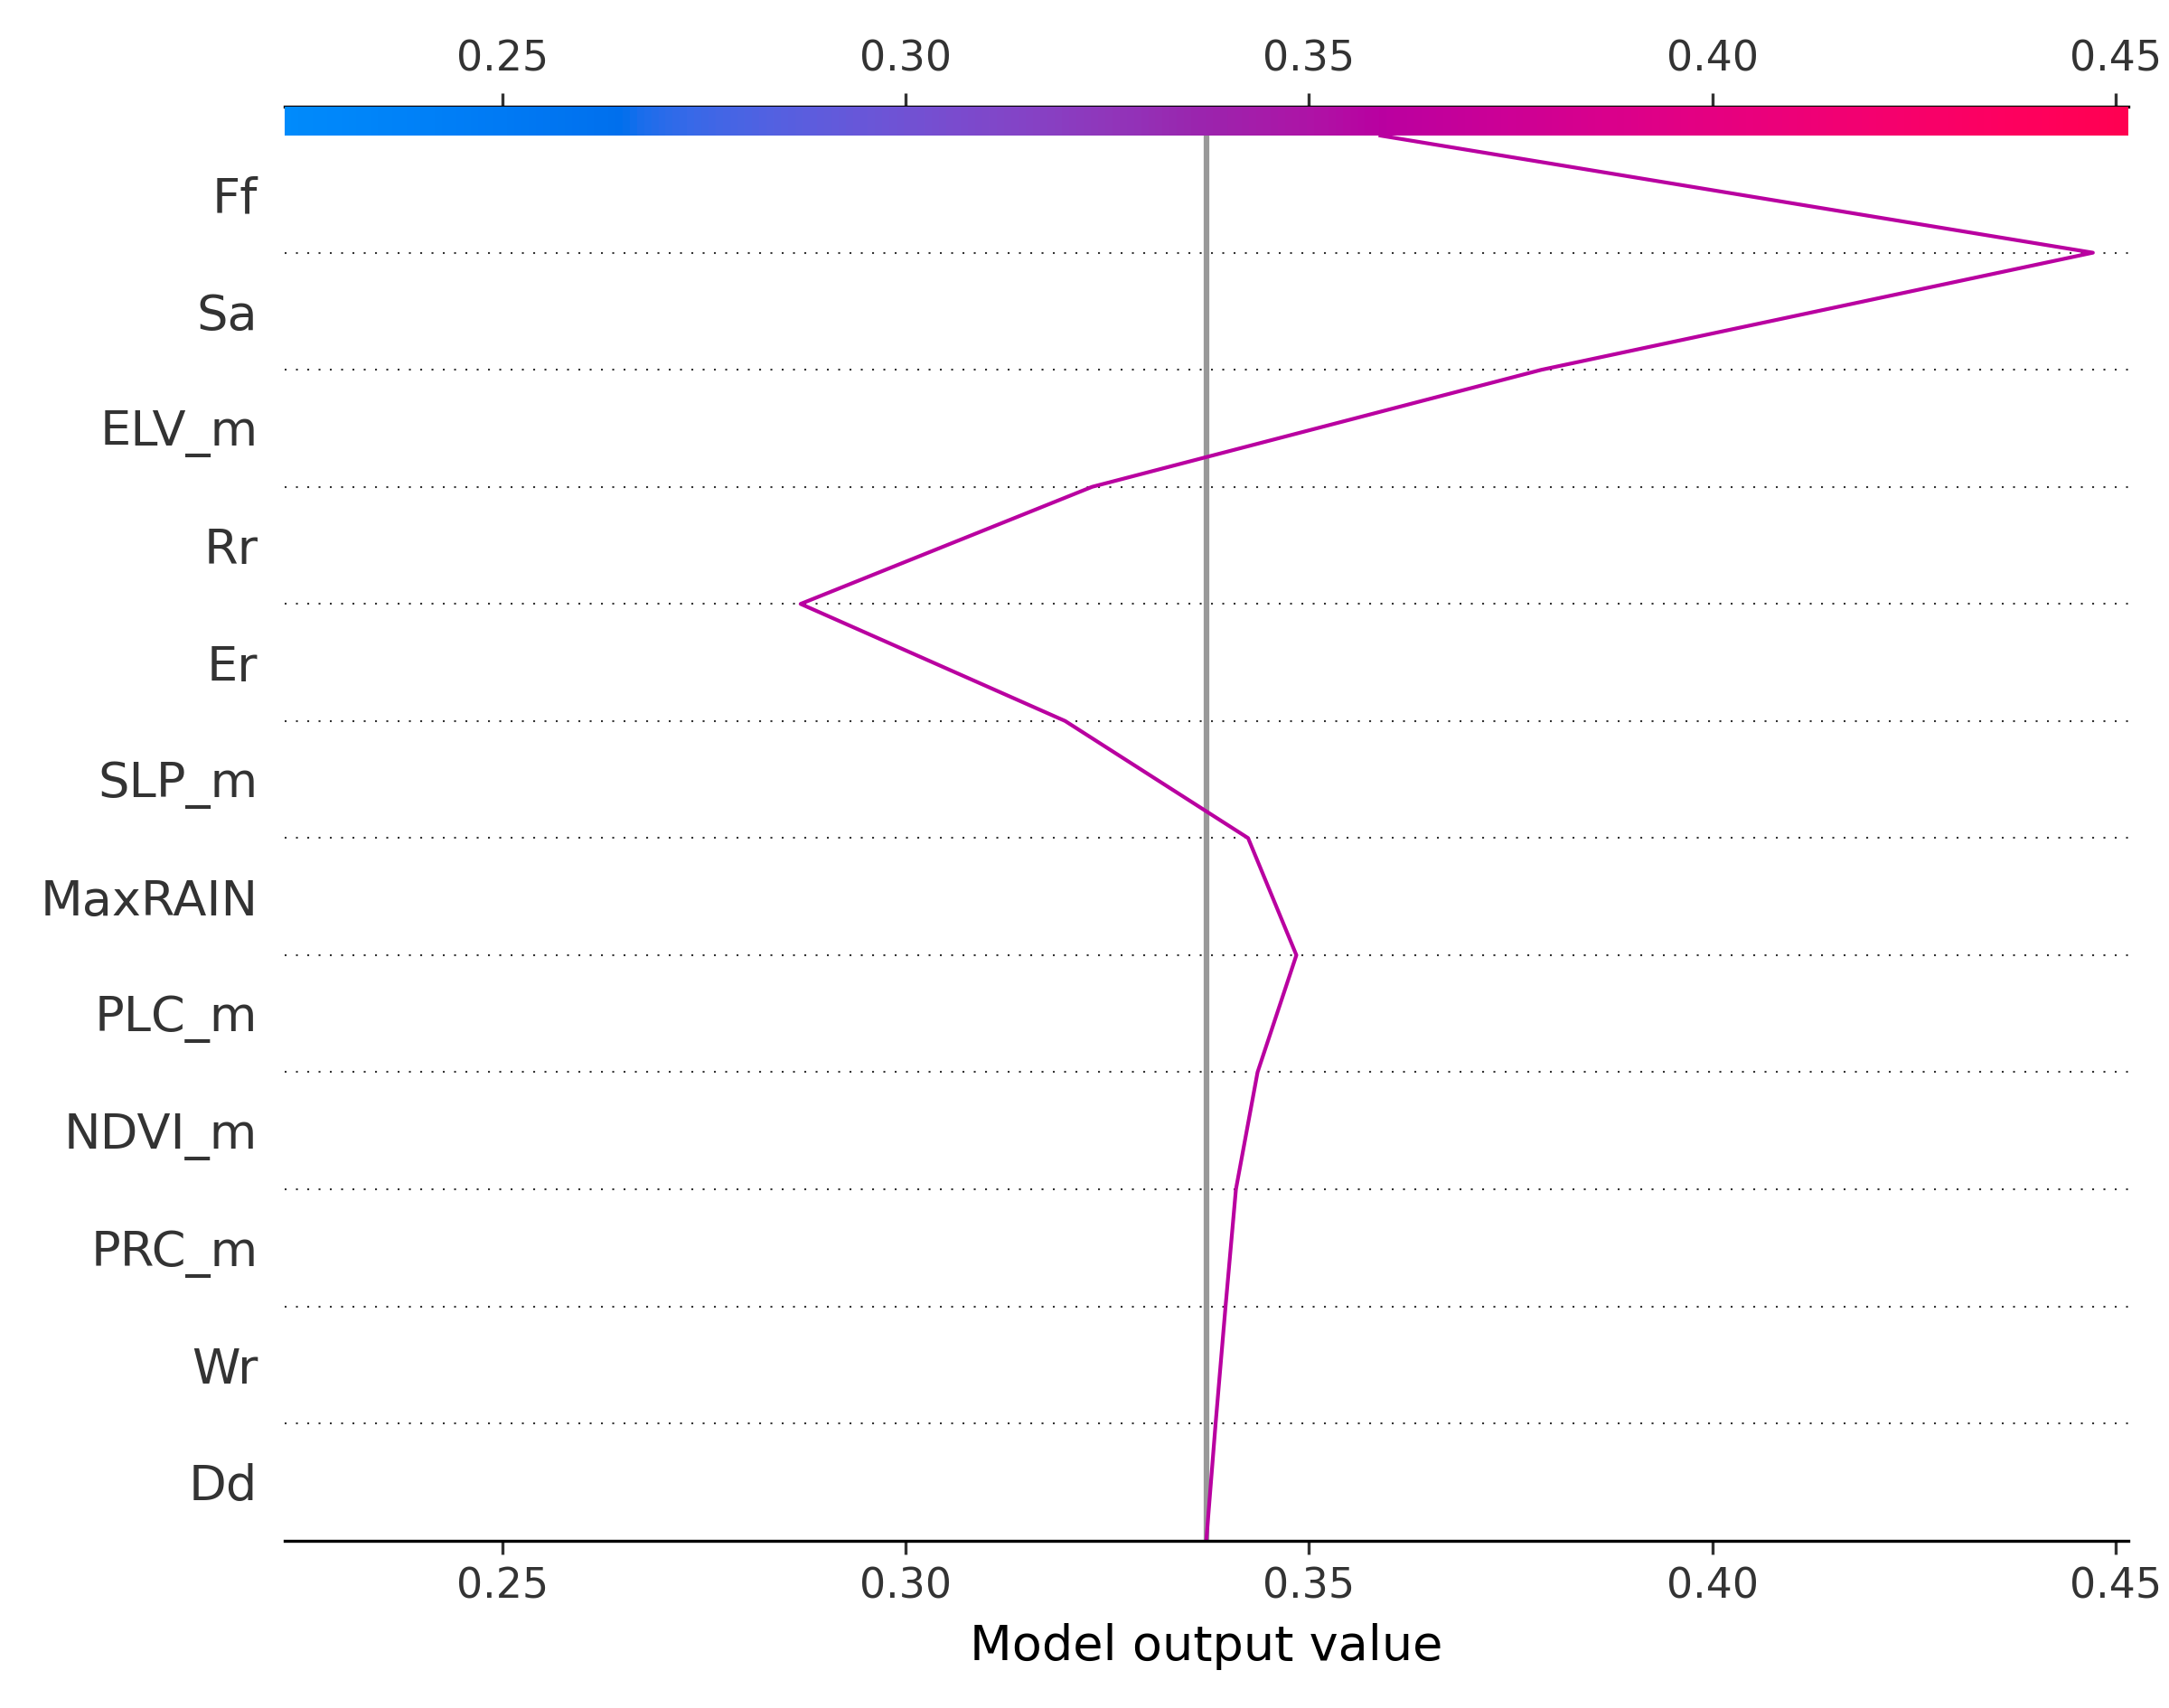 0.25 0.30 0.35 0.40 0.45
Ff
Sa
ELV_m
Rr
Er
SLP_m
MaxRAIN
PLC_m
NDVI_m
PRC_m
Wr
Dd
0.25 0.30 0.35 0.40 0.45
Model output value